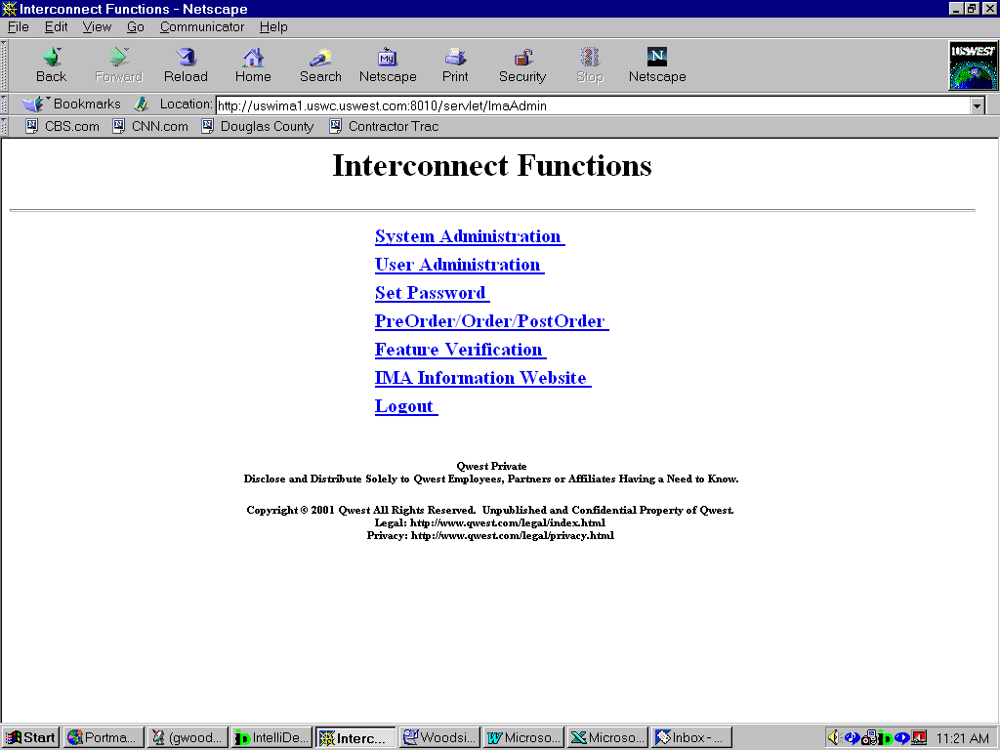 Interconnect Functions - Netscape
File Edit View Go Communicator Help
Back Forward Reload Home Search Netscape Print Security Stop Netscape
My
N
USWEST
Bookmarks Location: http://uswima1.uswc.uswest.com:8010/servlet/ImaAdmin
CBS.com CNN.com Douglas County Contractor Trac
Interconnect Functions
System Administration
User Administration
Set Password
PreOrder/Order/PostOrder
Feature Verification
IMA Information Website
Logout
Qwest Private
Disclose and Distribute Solely to Qwest Employees, Partners or Affiliates Having a Need to Know.
Copyright © 2001 Qwest All Rights Reserved. Unpublished and Confidential Property of Qwest.
Legal: http://www.qwest.com/legal/index.html
Privacy: http://www.qwest.com/legal/privacy.html
Start Portma... (gwood... IntelliDe... Interc... Woodsi... Microso... Microso... Inbox - ... 11:21 AM